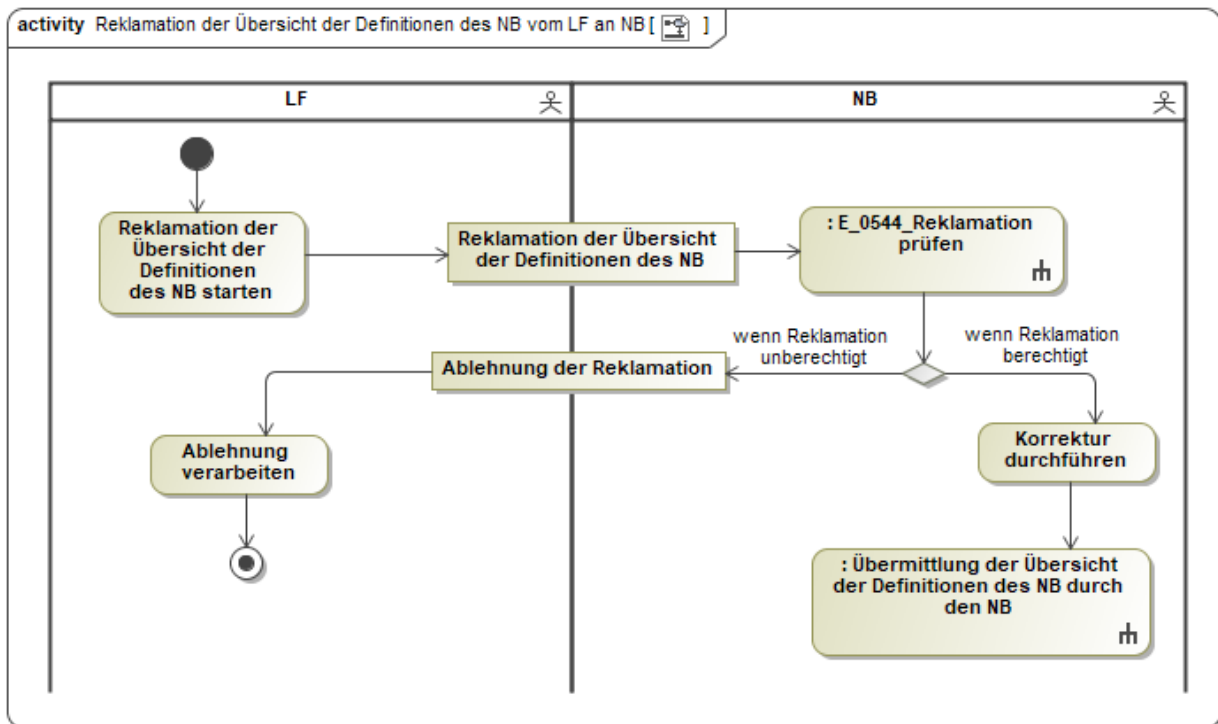 activity Reklamation der Übersicht der Definitionen des NB vom LF an NB [ ]
LF
NB
Reklamation der
Übersicht der
Definitionen
des NB starten
Reklamation der Übersicht
der Definitionen des NB
: E_0544_Reklamation
prüfen
wenn Reklamation
unberechtigt
wenn Reklamation
berechtigt
Ablehnung der Reklamation
Ablehnung
verarbeiten
Korrektur
durchführen
: Übermittlung der Übersicht
der Definitionen des NB durch
den NB